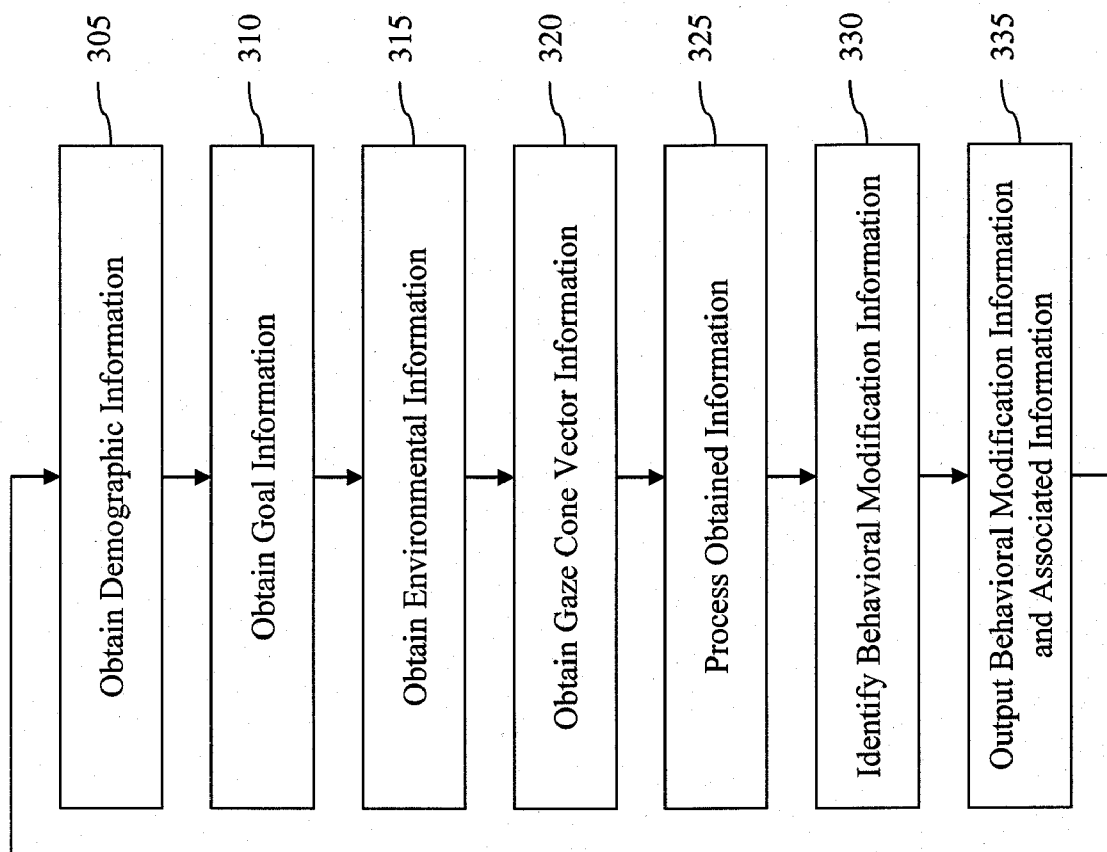 Obtain Demographic Information
305
Obtain Goal Information
310
Obtain Environmental Information
315
Obtain Gaze Cone Vector Information
320
Process Obtained Information
325
Identify Behavioral Modification Information
330
Output Behavioral Modification Information
and Associated Information
335